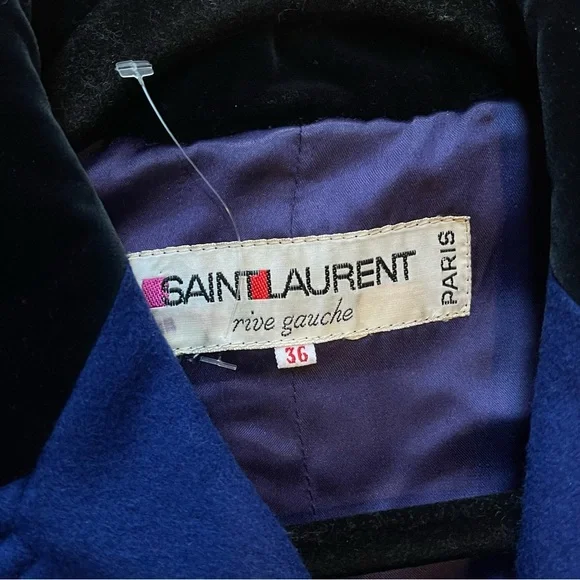 SAINT LAURENT
rive gauche
PARIS
36